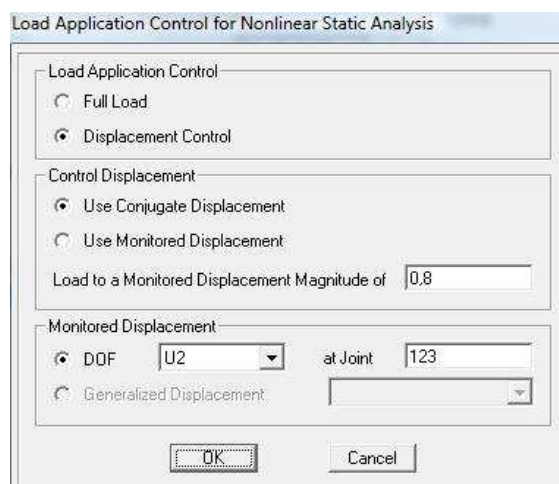 Load Application Control for Nonlinear Static Analysis
Load Application Control
Full Load
Displacement Control
Control Displacement
Use Conjugate Displacement
Use Monitored Displacement
Load to a Monitored Displacement Magnitude of 0,8
Monitored Displacement
DOF U2 at Joint 123
Generalized Displacement
OK Cancel